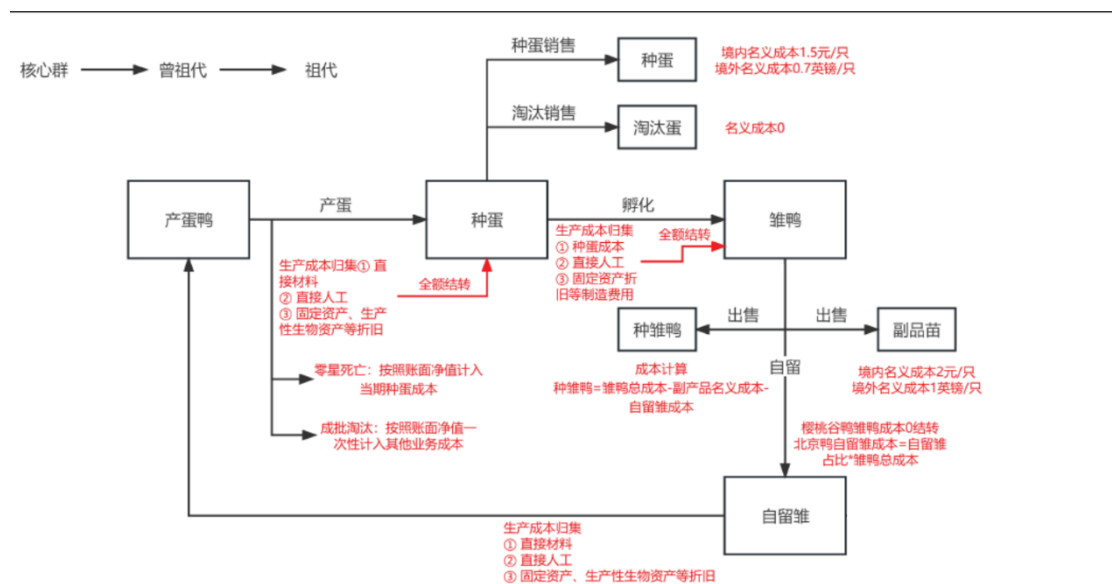 核心群
曾祖代
祖代
种蛋销售
种蛋
境内名义成本1.5元/只
境外名义成本0.7英镑/只
淘汰销售
淘汰蛋
名义成本0
产蛋鸭
产蛋
种蛋
孵化
雏鸭
生产成本归集① 直
接材料
② 直接人工
③ 固定资产、生产
性生物资产等折旧
全额结转
生产成本归集
① 种蛋成本
② 直接人工
③ 固定资产折
旧等制造费用
全额结转
零星死亡：按照账面净值计入
当期种蛋成本
成批淘汰：按照账面净值一
次性计入其他业务成本
种雏鸭
出售
出售
副品苗
成本计算
种雏鸭=雏鸭总成本-副产品名义成本-
自留雏成本
自留
境内名义成本2元/只
境外名义成本1英镑/只
樱桃谷鸭雏鸭成本0结转
北京鸭自留雏成本=自留雏
占比*雏鸭总成本
自留雏
生产成本归集
① 直接材料
② 直接人工
③ 固定资产、生产性生物资产等折旧